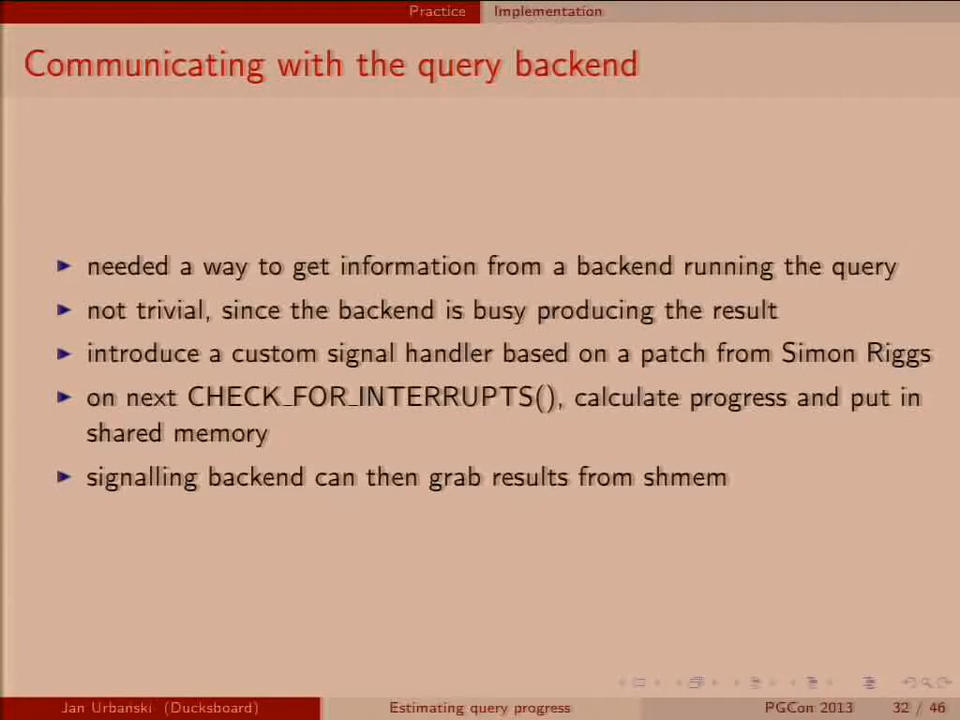 Practice Implementation
Communicating with the query backend
needed a way to get information from a backend running the query
not trivial, since the backend is busy producing the result
introduce a custom signal handler based on a patch from Simon Riggs
on next CHECK_FOR_INTERRUPTS(), calculate progress and put in
shared memory
signalling backend can then grab results from shmem
Jan Urbański (Ducksboard) Estimating query progress PGCon 2013 32 / 46